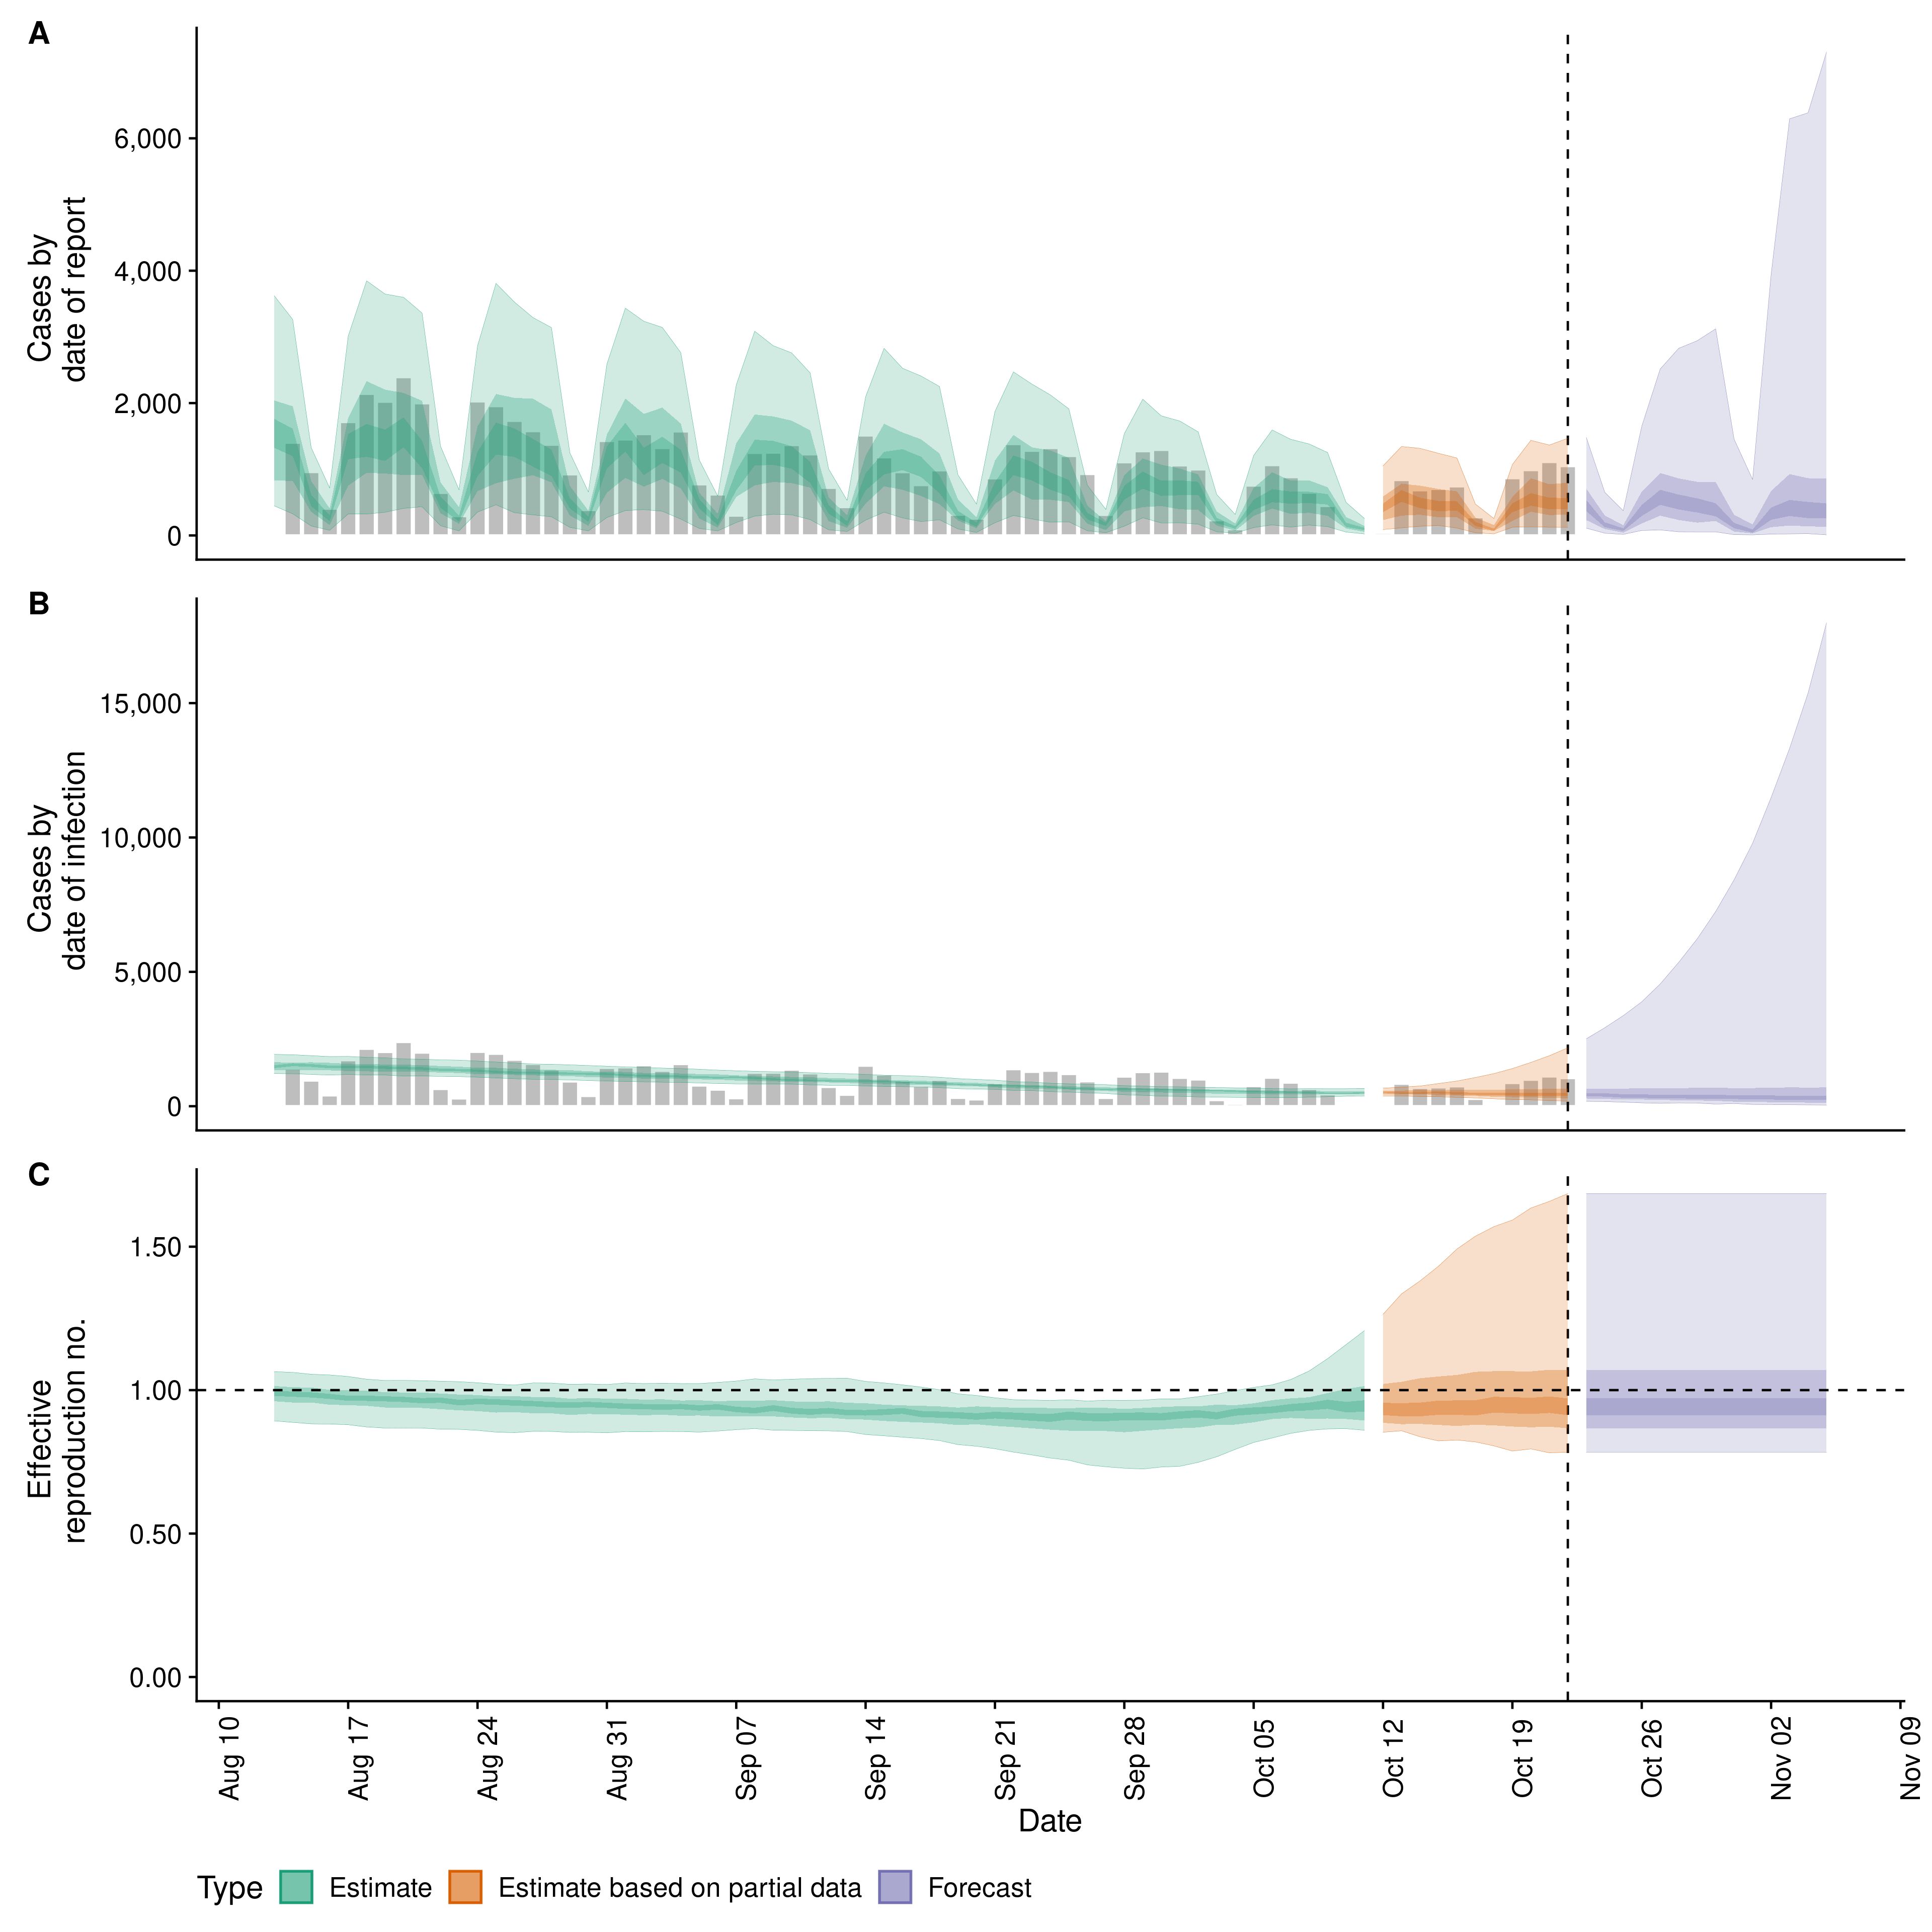 A
Cases by
date of report
6,000
4,000
2,000
0
B
Cases by
date of infection
15,000
10,000
5,000
0
C
Effective
reproduction no.
1.50
1.00
0.50
0.00
Aug 10
Aug 17
Aug 24
Aug 31
Sep 07
Sep 14
Sep 21
Sep 28
Oct 05
Oct 12
Oct 19
Oct 26
Nov 02
Nov 09
Date
Type Estimate Estimate based on partial data Forecast